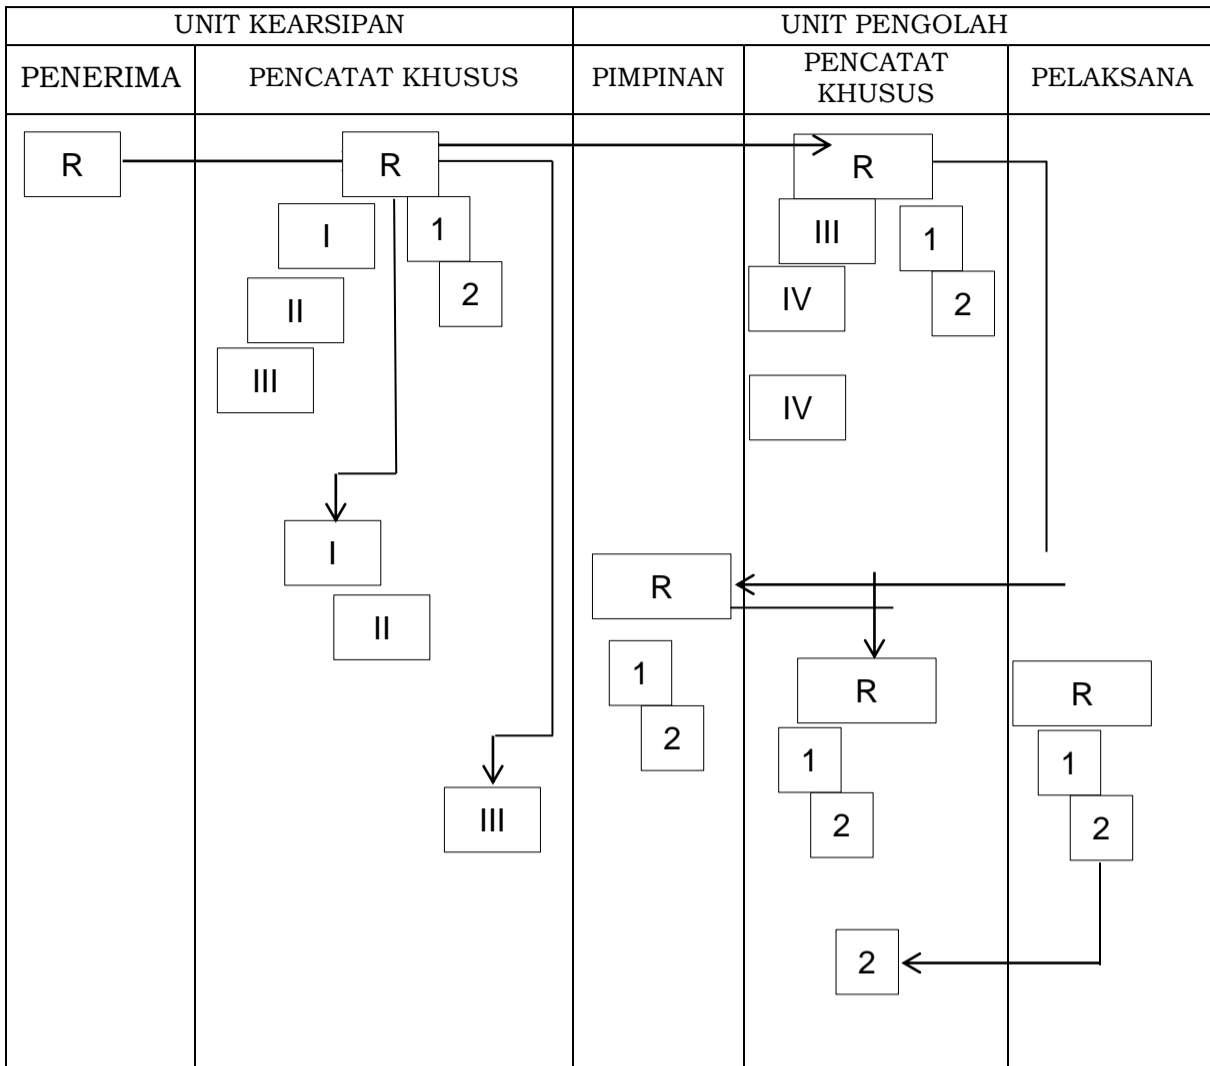 UNIT KEARSIPAN
UNIT PENGOLAH
PENERIMA
PENCATAT KHUSUS
PIMPINAN
PENCATAT
KHUSUS
PELAKSANA
R
R
I
1
II
2
III
R
III
1
IV
2
IV
I
II
III
R
1
2
R
1
2
R
1
2
2